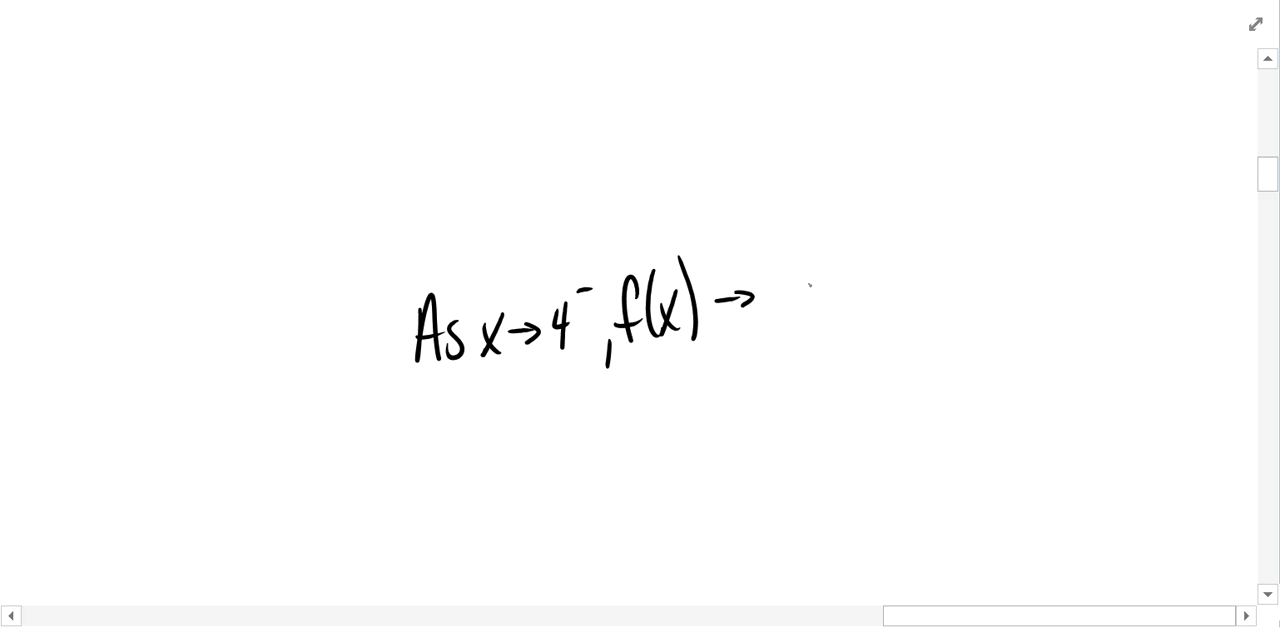 As x→4⁻, f(x)→